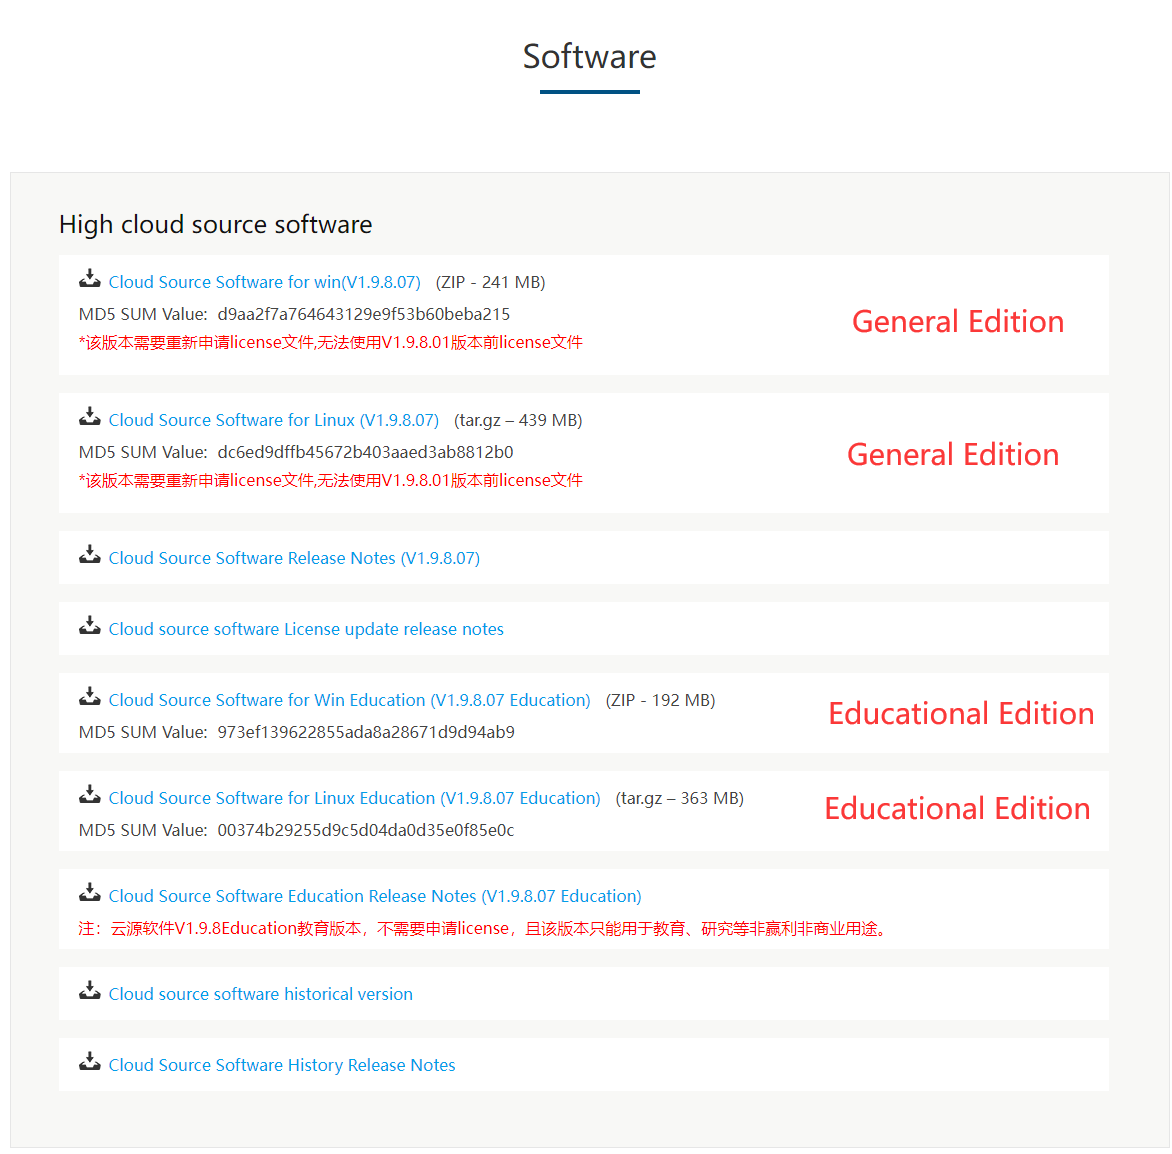 Software
High cloud source software
Cloud Source Software for win(V1.9.8.07) (ZIP - 241 MB)
MD5 SUM Value: d9aa2f7a764643129e9f53b60beba215
General Edition
*该版本需要重新申请license文件,无法使用V1.9.8.01版本前license文件
Cloud Source Software for Linux (V1.9.8.07) (tar.gz – 439 MB)
MD5 SUM Value: dc6ed9dffb45672b403aaed3ab8812b0
General Edition
*该版本需要重新申请license文件,无法使用V1.9.8.01版本前license文件
Cloud Source Software Release Notes (V1.9.8.07)
Cloud source software License update release notes
Cloud Source Software for Win Education (V1.9.8.07 Education) (ZIP - 192 MB)
Educational Edition
MD5 SUM Value: 973ef139622855ada8a28671d9d94ab9
Cloud Source Software for Linux Education (V1.9.8.07 Education) (tar.gz – 363 MB)
Educational Edition
MD5 SUM Value: 00374b29255d9c5d04da0d35e0f85e0c
Cloud Source Software Education Release Notes (V1.9.8.07 Education)
注：云源软件V1.9.8Education教育版本，不需要申请license，且该版本只能用于教育、研究等非赢利非商业用途。
Cloud source software historical version
Cloud Source Software History Release Notes